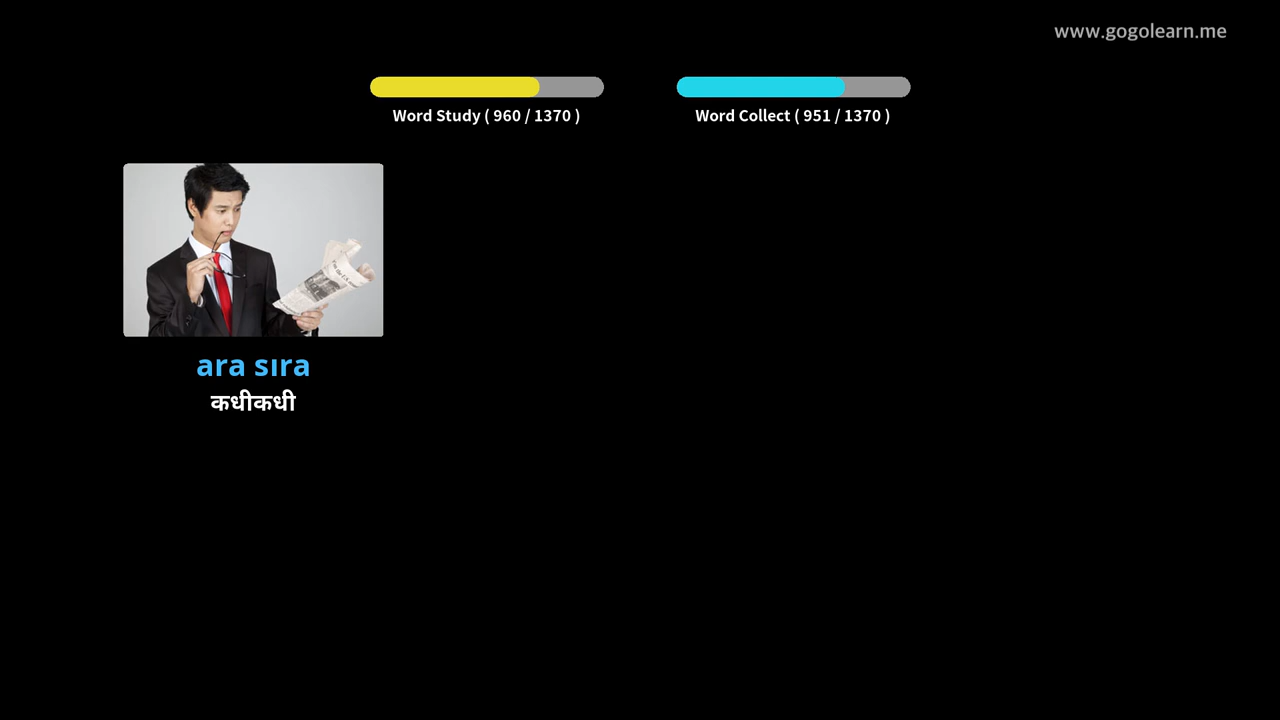 www.gogolearn.me
Word Study ( 960 / 1370 )
Word Collect ( 951 / 1370 )
ara sıra
कधीकधी